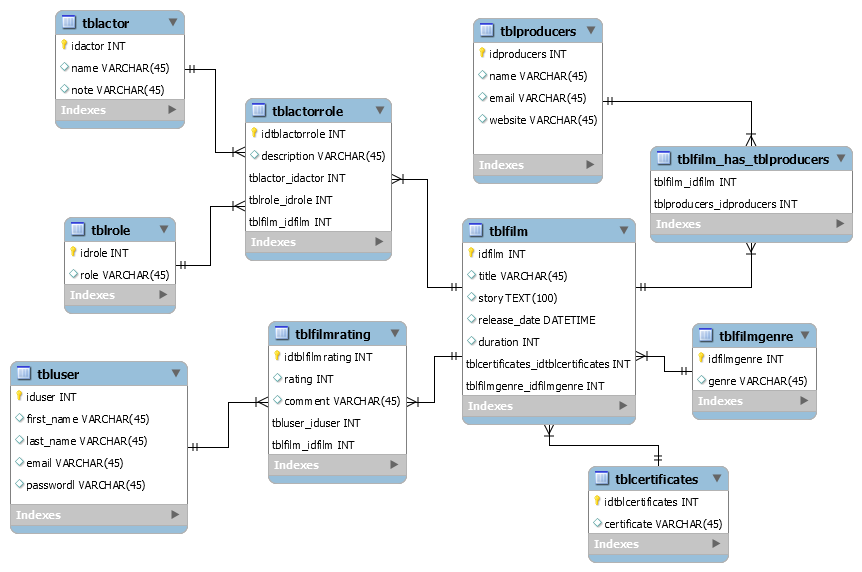 tblactor
idactor INT
name VARCHAR(45)
note VARCHAR(45)
Indexes
tblproducers
idproducers INT
name VARCHAR(45)
email VARCHAR(45)
website VARCHAR(45)
Indexes
tblactorrole
idtblactorrole INT
description VARCHAR(45)
tblactor_idactor INT
tblrole_idrole INT
tblfilm_idfilm INT
Indexes
tblfilm_has_tblproducers
tblfilm_idfilm INT
tblproducers_idproducers INT
Indexes
tblrole
idrole INT
role VARCHAR(45)
Indexes
tblfilm
idfilm INT
title VARCHAR(45)
story TEXT(100)
release_date DATETIME
duration INT
tblcertificates_idtblcertificates INT
tblfilmgenre_idfilmgenre INT
Indexes
tblfilmrating
idtblfilmrating INT
rating INT
comment VARCHAR(45)
tbluser_iduser INT
tblfilm_idfilm INT
Indexes
tblfilmgenre
idfilmgenre INT
genre VARCHAR(45)
Indexes
tbluser
iduser INT
first_name VARCHAR(45)
last_name VARCHAR(45)
email VARCHAR(45)
passwordl VARCHAR(45)
Indexes
tblcertificates
idtblcertificates INT
certificate VARCHAR(45)
Indexes